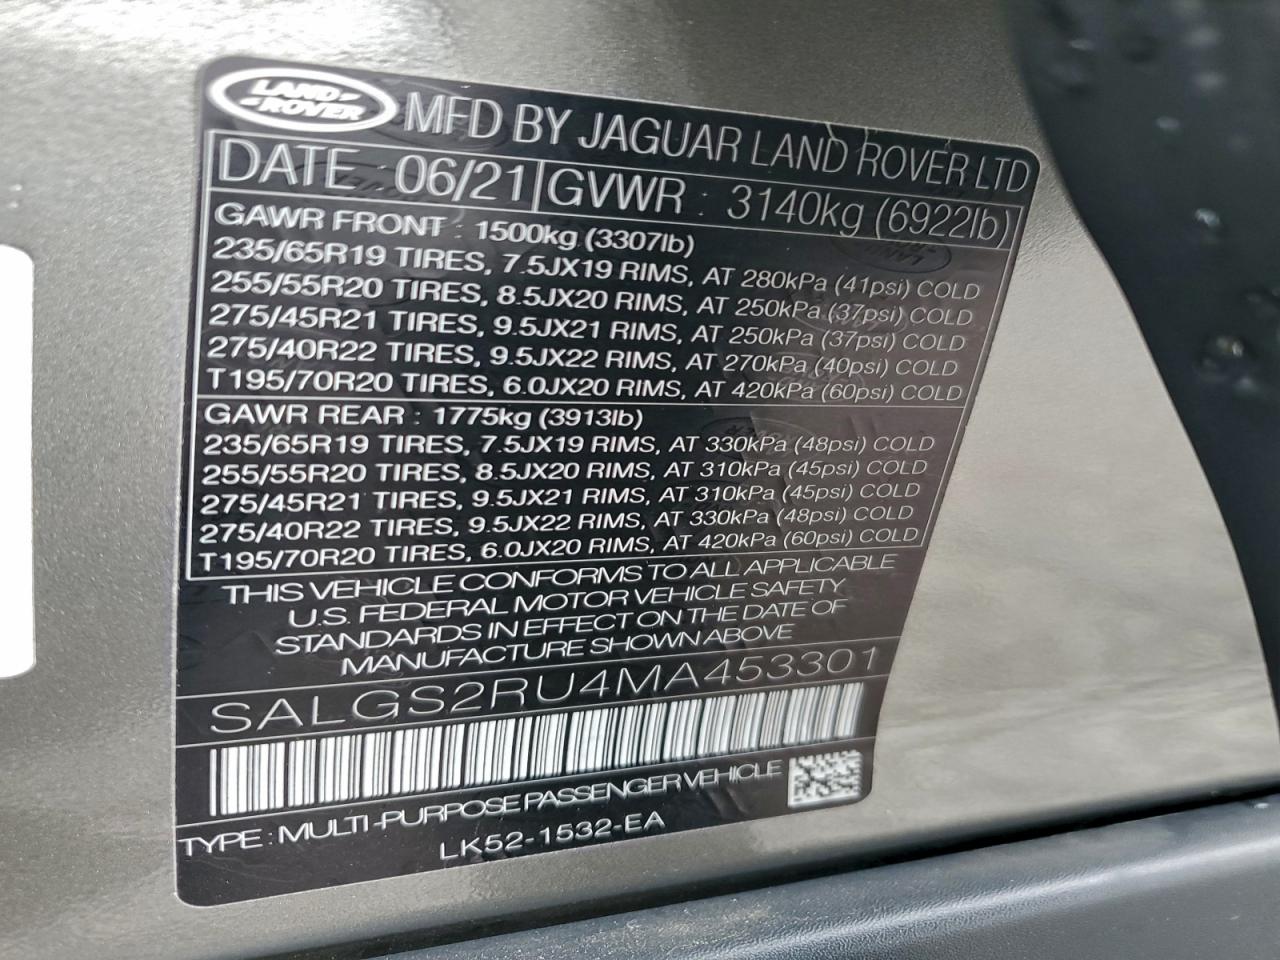 LAND ROVER
MFD BY JAGUAR LAND ROVER LTD
DATE : 06/21 GVWR : 3140kg (6922lb)
GAWR FRONT : 1500kg (3307lb)
235/65R19 TIRES, 7.5JX19 RIMS, AT 280kPa (41psi) COLD
255/55R20 TIRES, 8.5JX20 RIMS, AT 250kPa (37psi) COLD
275/45R21 TIRES, 9.5JX21 RIMS, AT 250kPa (37psi) COLD
275/40R22 TIRES, 9.5JX22 RIMS, AT 270kPa (40psi) COLD
T195/70R20 TIRES, 6.0JX20 RIMS, AT 420kPa (60psi) COLD
GAWR REAR : 1775kg (3913lb)
235/65R19 TIRES, 7.5JX19 RIMS, AT 330kPa (48psi) COLD
255/55R20 TIRES, 8.5JX20 RIMS, AT 310kPa (45psi) COLD
275/45R21 TIRES, 9.5JX21 RIMS, AT 310kPa (45psi) COLD
275/40R22 TIRES, 9.5JX22 RIMS, AT 330kPa (48psi) COLD
T195/70R20 TIRES, 6.0JX20 RIMS, AT 420kPa (60psi) COLD
THIS VEHICLE CONFORMS TO ALL APPLICABLE
U.S. FEDERAL MOTOR VEHICLE SAFETY
STANDARDS IN EFFECT ON THE DATE OF
MANUFACTURE SHOWN ABOVE
SALGS2RU4MA453301
TYPE: MULTI-PURPOSE PASSENGER VEHICLE
LK52-1532-EA